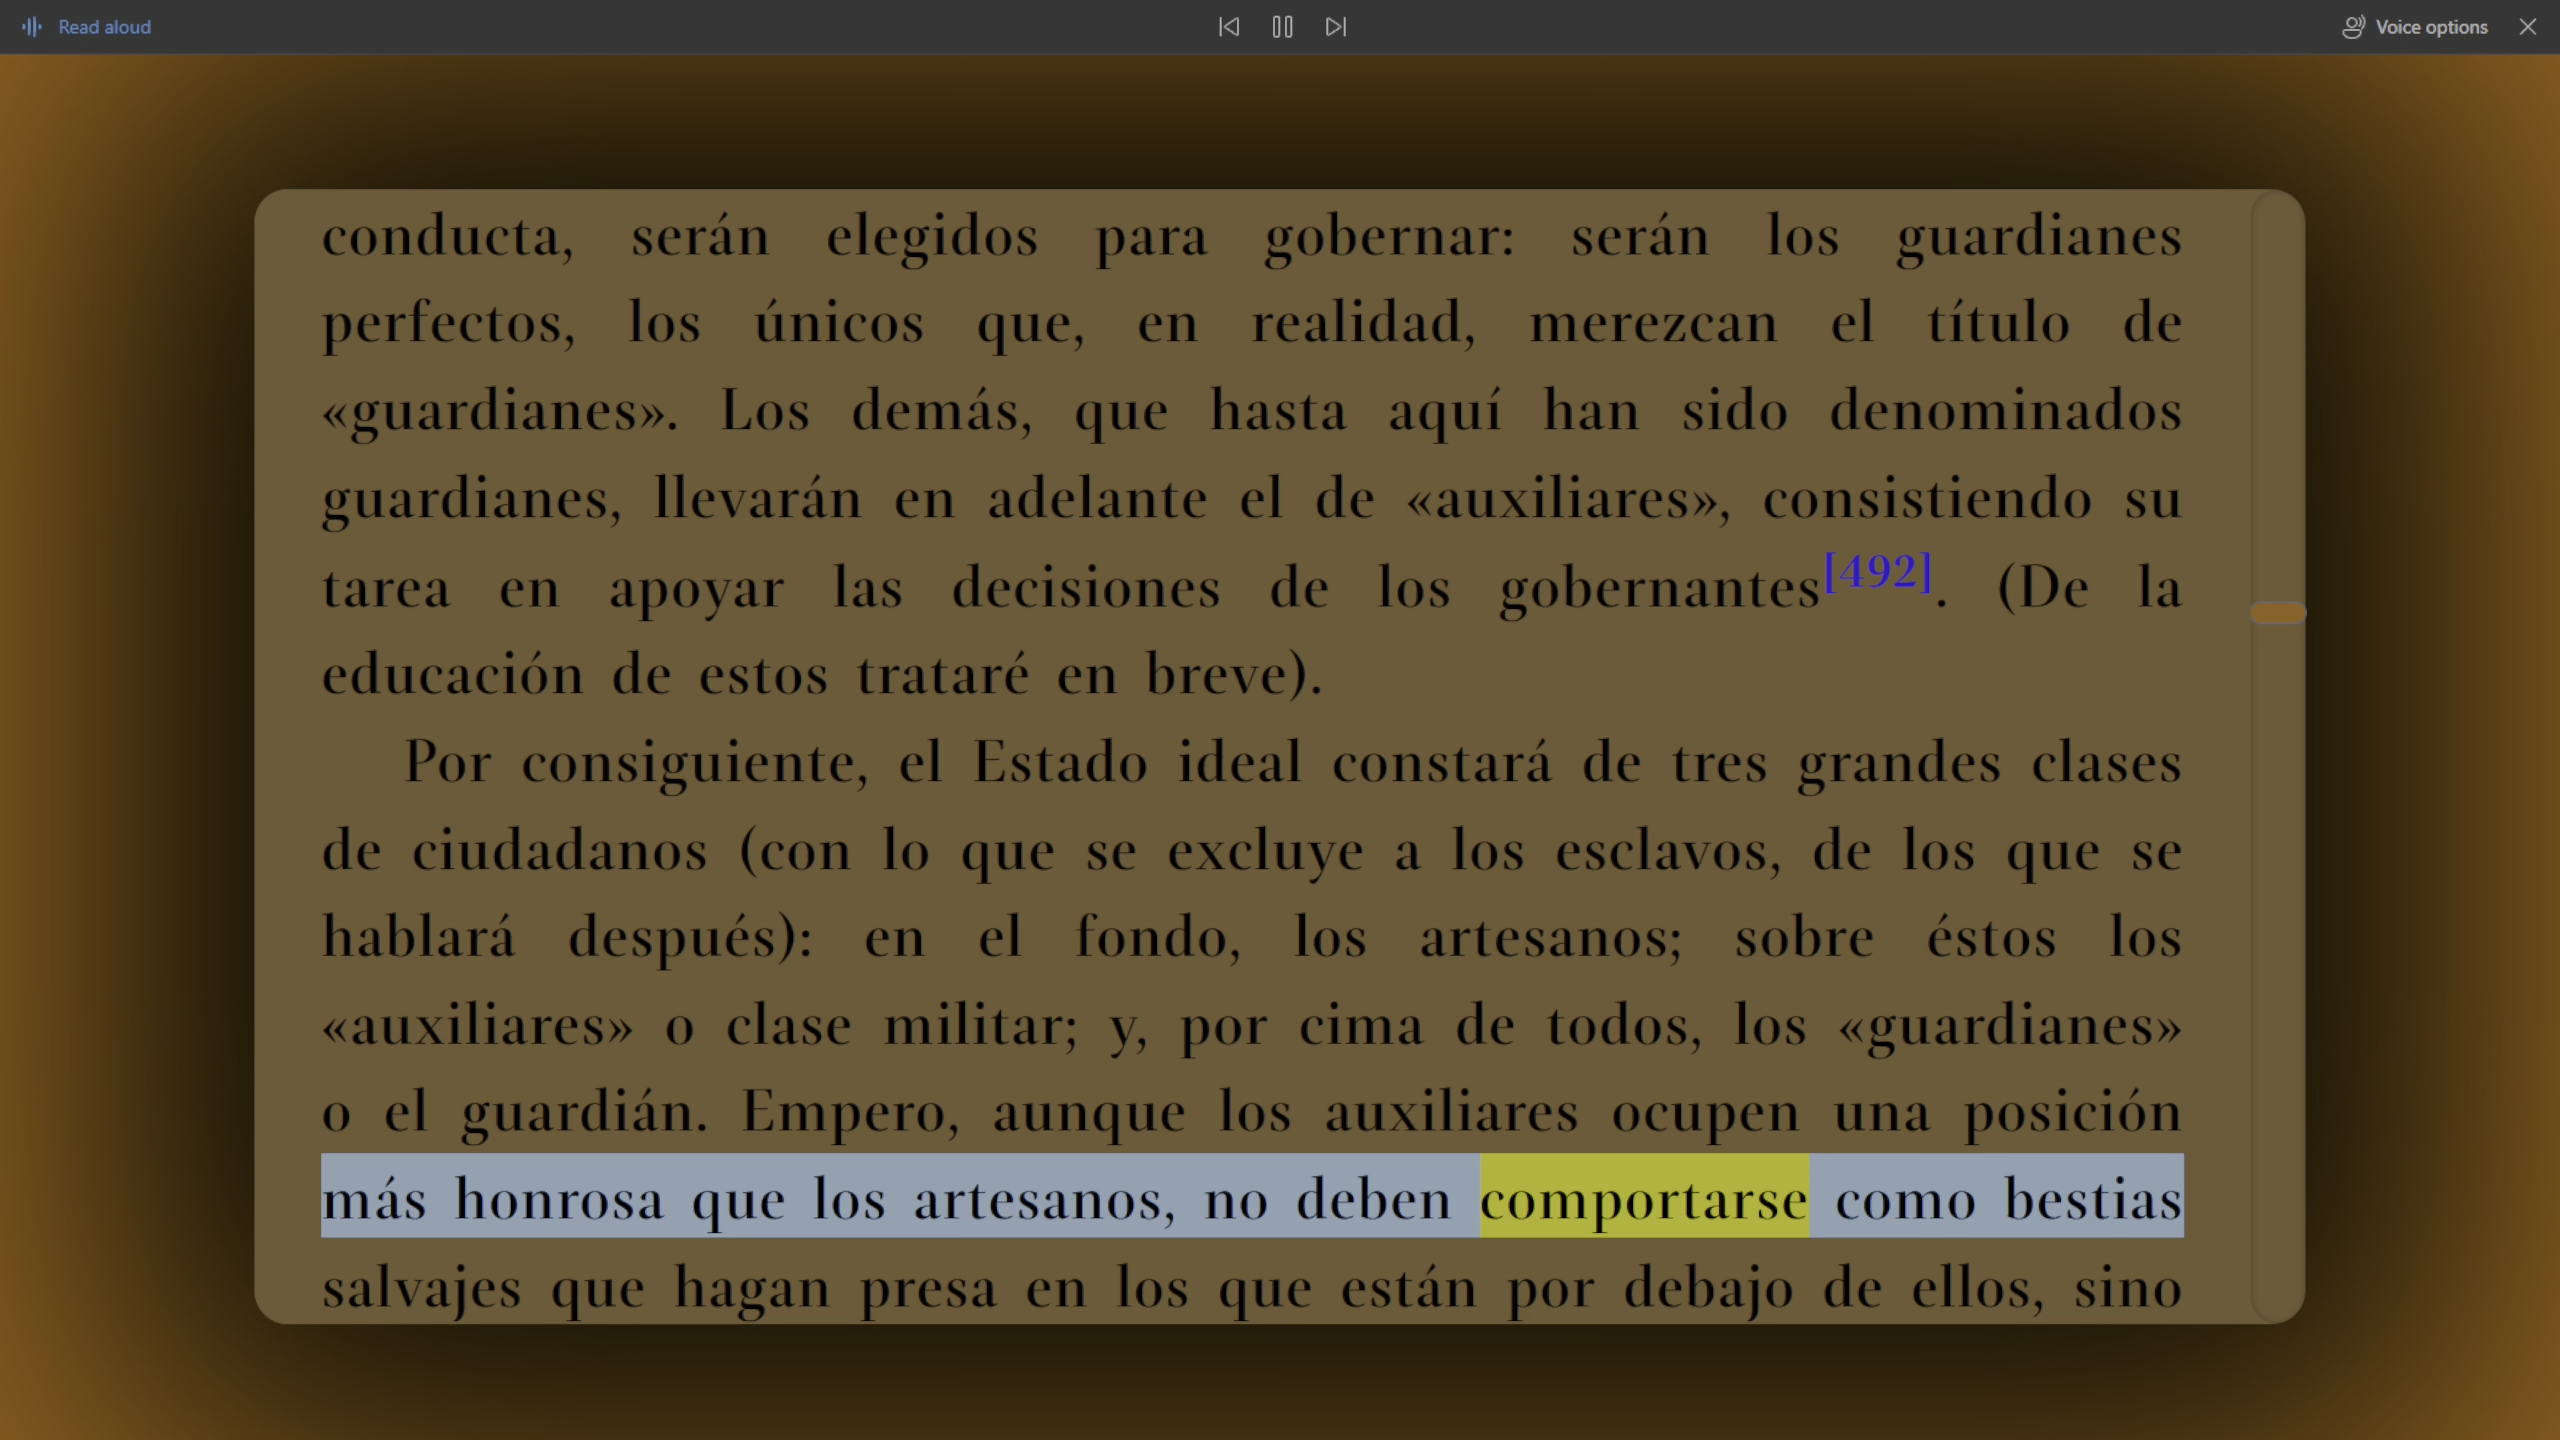 Read aloud
Voice options
conducta, serán elegidos para gobernar: serán los guardianes
perfectos, los únicos que, en realidad, merezcan el título de
«guardianes». Los demás, que hasta aquí han sido denominados
guardianes, llevarán en adelante el de «auxiliares», consistiendo su
tarea en apoyar las decisiones de los gobernantes[492]. (De la
educación de estos trataré en breve).
Por consiguiente, el Estado ideal constará de tres grandes clases
de ciudadanos (con lo que se excluye a los esclavos, de los que se
hablará después): en el fondo, los artesanos; sobre éstos los
«auxiliares» o clase militar; y, por cima de todos, los «guardianes»
o el guardián. Empero, aunque los auxiliares ocupen una posición
más honrosa que los artesanos, no deben comportarse como bestias
salvajes que hagan presa en los que están por debajo de ellos, sino